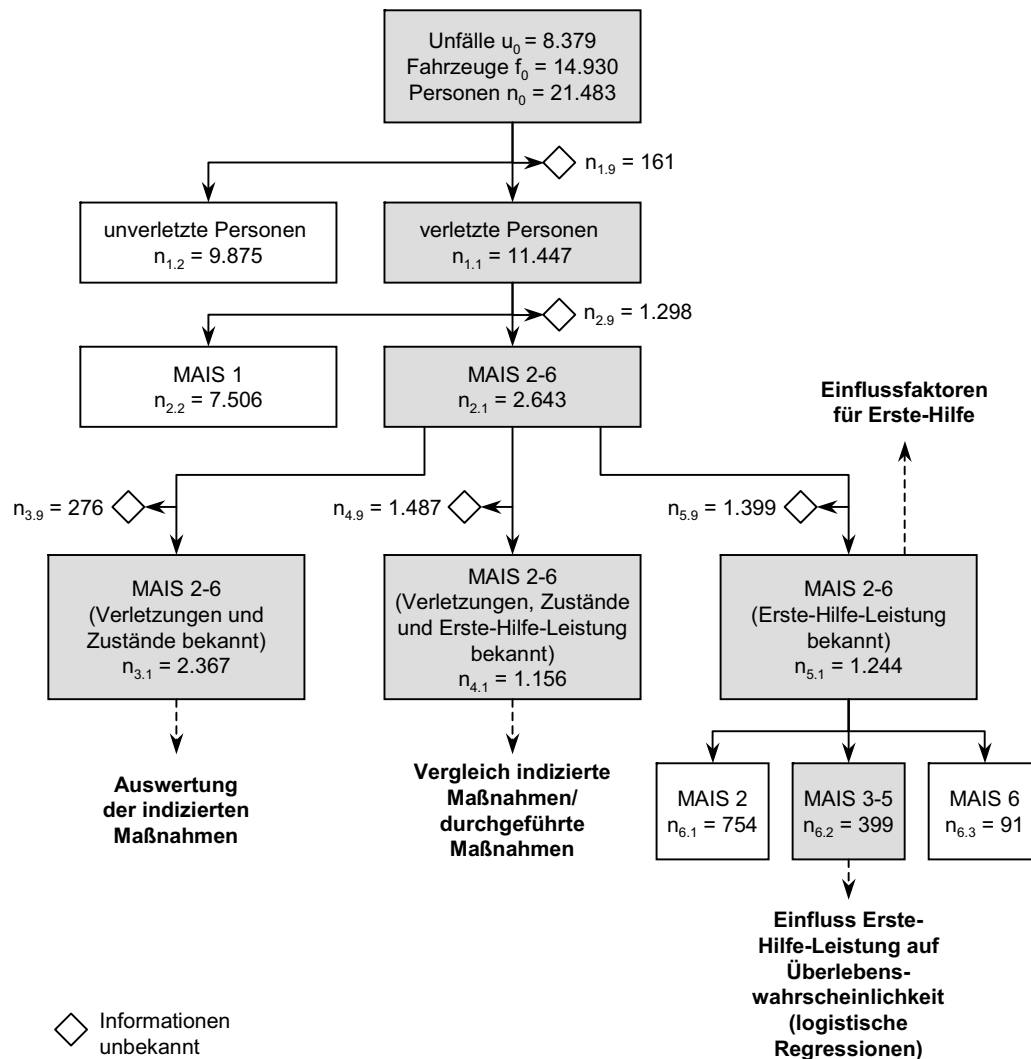 Unfälle u0 = 8.379
Fahrzeuge f0 = 14.930
Personen n0 = 21.483
n1.9 = 161
unverletzte Personen
n1.2 = 9.875
verletzte Personen
n1.1 = 11.447
n2.9 = 1.298
MAIS 1
n2.2 = 7.506
MAIS 2-6
n2.1 = 2.643
Einflussfaktoren
für Erste-Hilfe
n3.9 = 276
n4.9 = 1.487
n5.9 = 1.399
MAIS 2-6
(Verletzungen und
Zustände bekannt)
n3.1 = 2.367
MAIS 2-6
(Verletzungen, Zustände
und Erste-Hilfe-Leistung
bekannt)
n4.1 = 1.156
MAIS 2-6
(Erste-Hilfe-Leistung
bekannt)
n5.1 = 1.244
Auswertung
der indizierten
Maßnahmen
Vergleich indizierte
Maßnahmen/
durchgeführte
Maßnahmen
MAIS 2
n6.1 = 754
MAIS 3-5
n6.2 = 399
MAIS 6
n6.3 = 91
Einfluss Erste-
Hilfe-Leistung auf
Überlebens-
wahrscheinlichkeit
(logistische
Regressionen)
Informationen
unbekannt